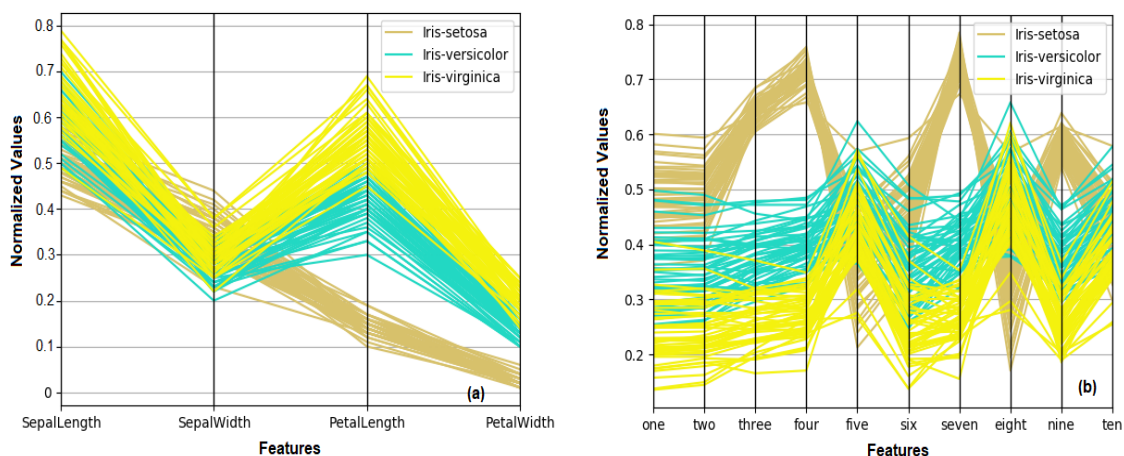 0.8
0.7
0.6
0.5
0.4
0.3
0.2
0.1
0
Normalized Values
Iris-setosa
Iris-versicolor
Iris-virginica
(a)
SepalLength SepalWidth PetalLength PetalWidth
Features
0.8
0.7
0.6
0.5
0.4
0.3
0.2
Normalized Values
Iris-setosa
Iris-versicolor
Iris-virginica
(b)
one two three four five six seven eight nine ten
Features